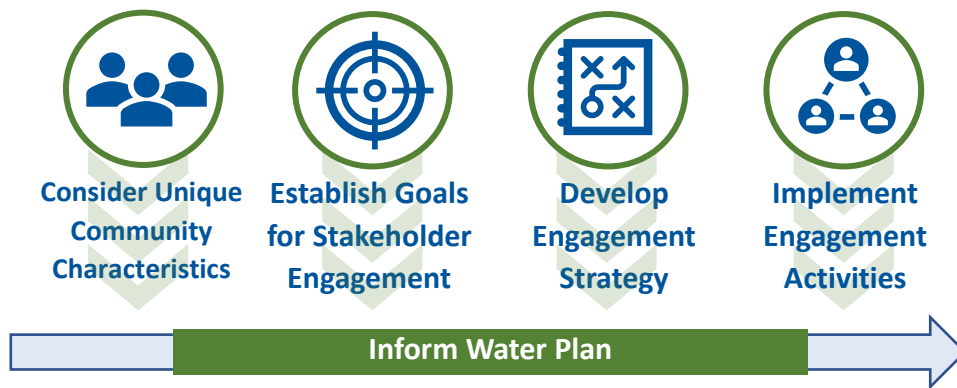 Consider Unique
Community
Characteristics
Establish Goals
for Stakeholder
Engagement
Develop
Engagement
Strategy
Implement
Engagement
Activities
Inform Water Plan